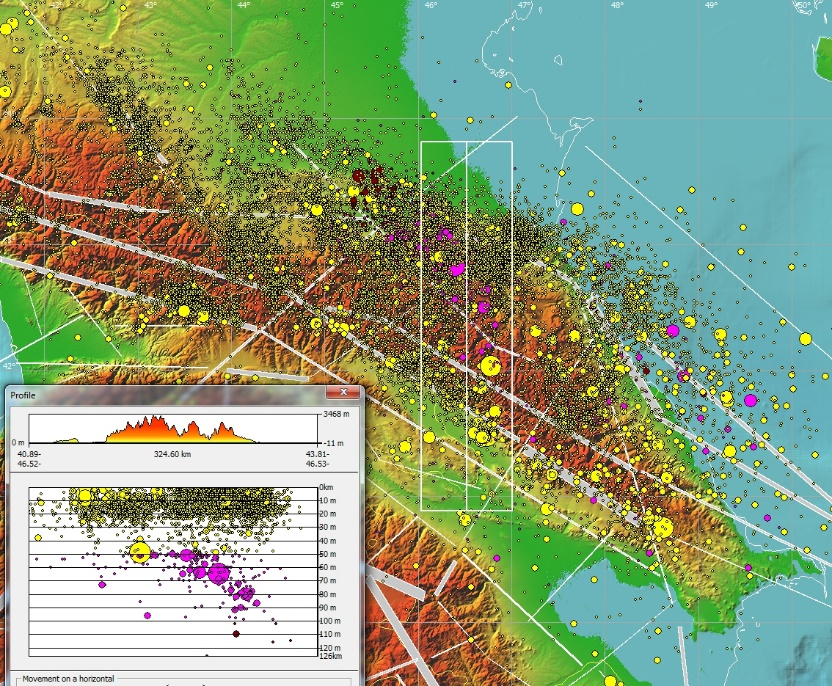 42° 43° 44° 45° 46° 47° 48° 49° 50°
42°
Profile
X
3468 m
0 m
-11 m
40.89-
46.52-
324.60 km
43.81-
46.53-
0km
10 m
20 m
30 m
40 m
50 m
60 m
70 m
80 m
90 m
100 m
110 m
120 m
126km
Movement on a horizontal